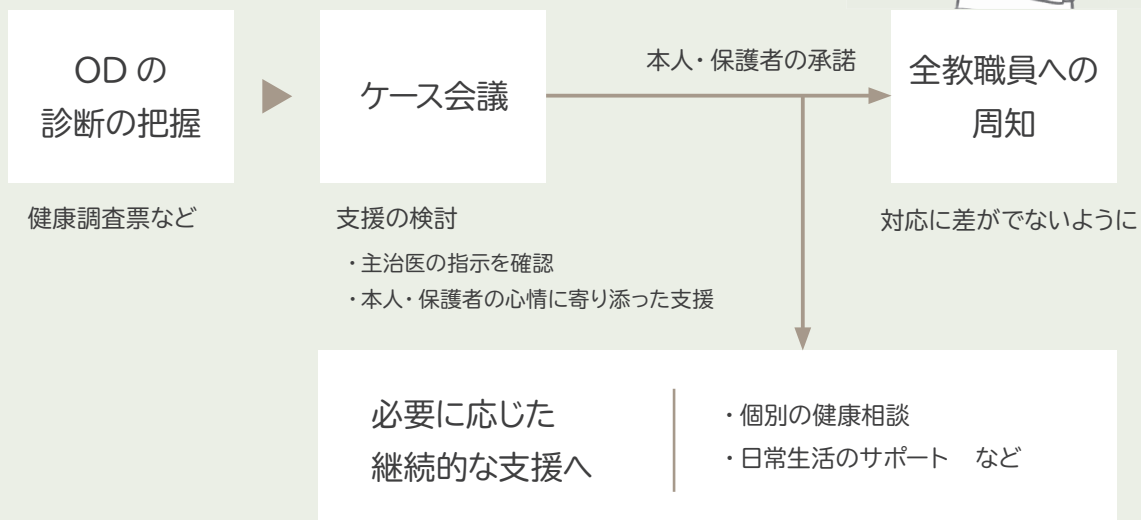 OD の
診断の把握
健康調査票など
ケース会議
支援の検討
・主治医の指示を確認
・本人・保護者の心情に寄り添った支援
本人・保護者の承諾
全教職員への
周知
対応に差がでないように
必要に応じた
継続的な支援へ
・個別の健康相談
・日常生活のサポート　など